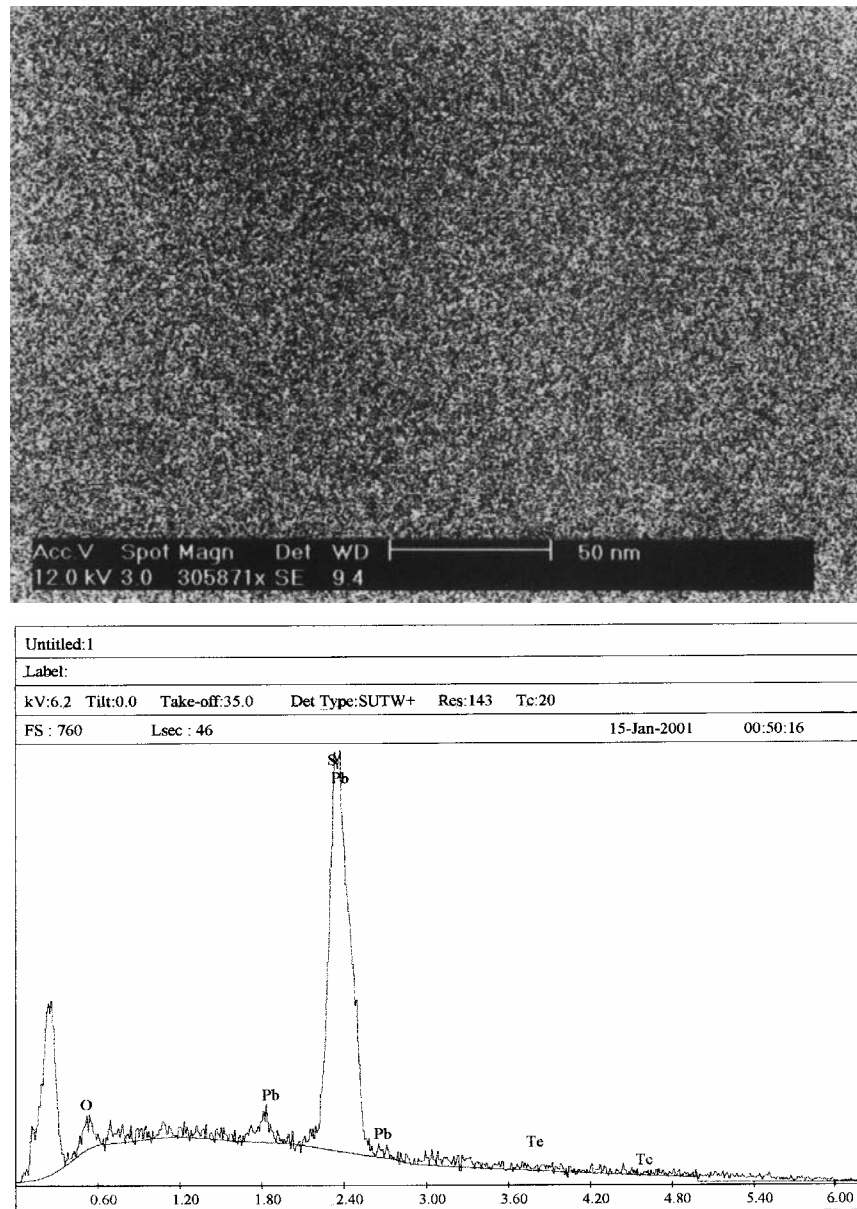 Acc.V Spot Magn Det WD 50 nm
12.0 kV 3.0 305871x SE 9.4
Untitled:1
Label:
kV:6.2 Tilt:0.0 Take-off:35.0 Det Type:SUTW+ Res:143 Tc:20
FS : 760 Lsec : 46 15-Jan-2001 00:50:16
S
Pb
O
Pb
Pb
Te
Te
0.60 1.20 1.80 2.40 3.00 3.60 4.20 4.80 5.40 6.00